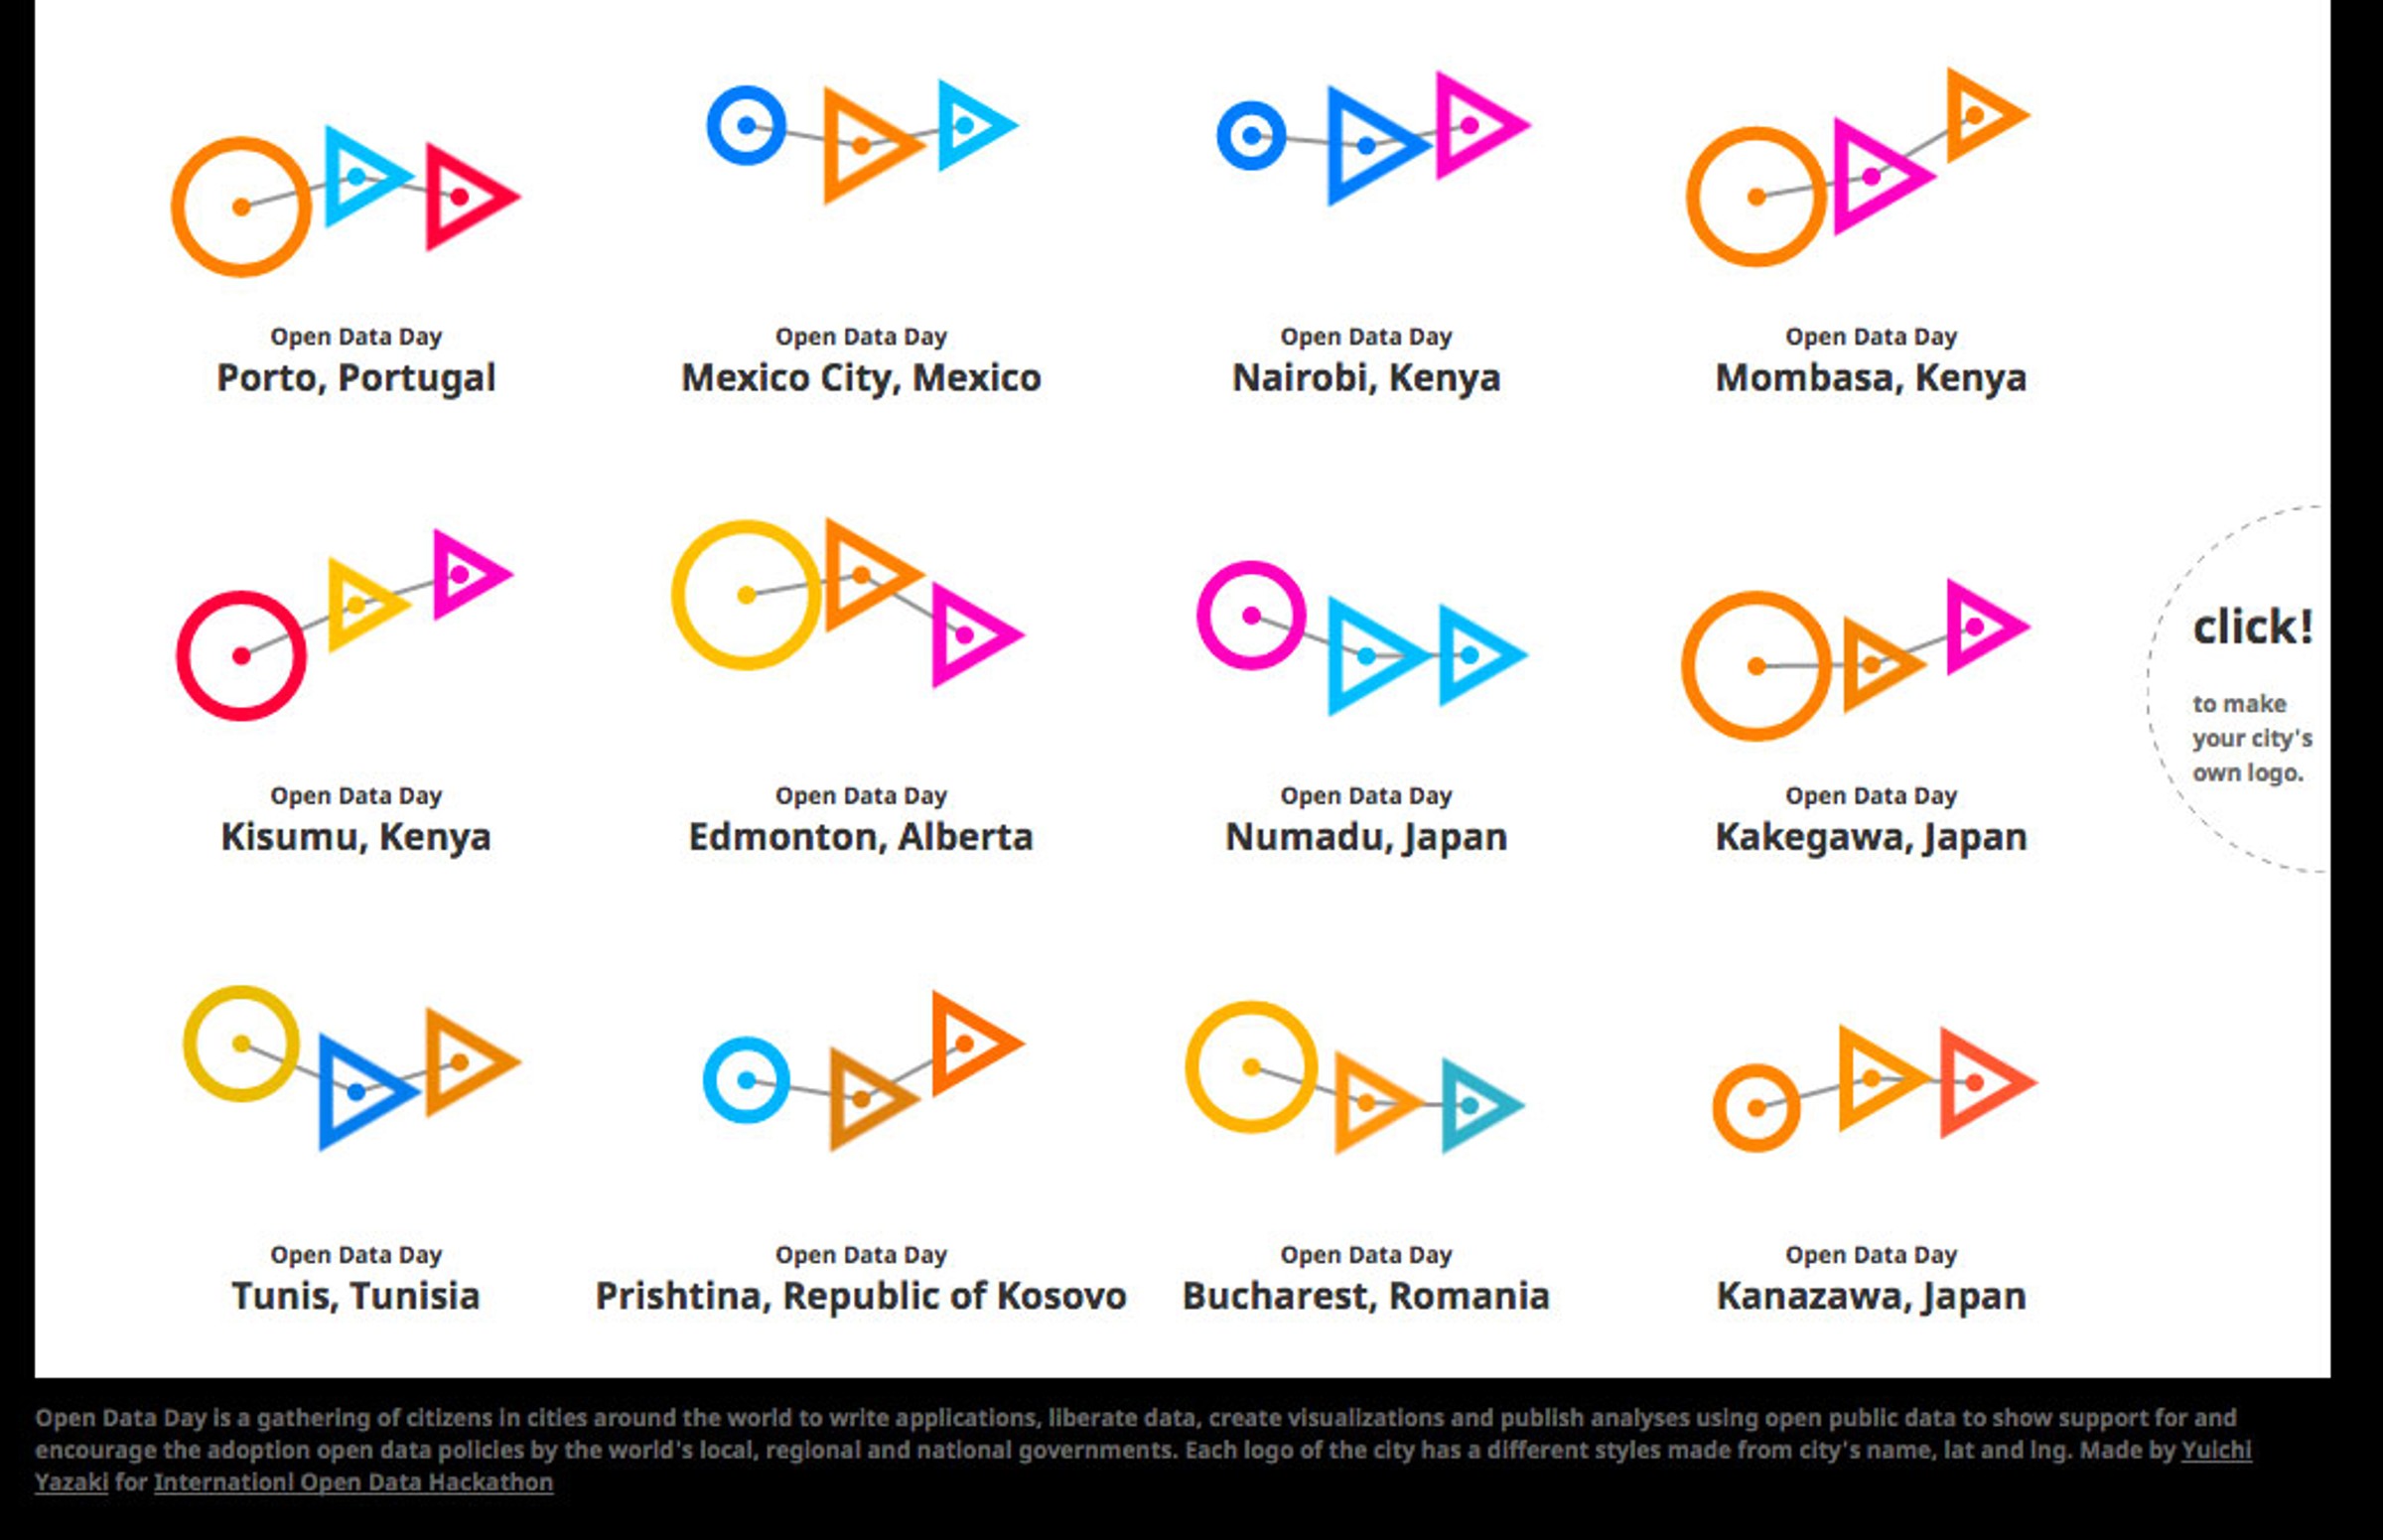 Open Data Day
Porto, Portugal
Open Data Day
Mexico City, Mexico
Open Data Day
Nairobi, Kenya
Open Data Day
Mombasa, Kenya
Open Data Day
Kisumu, Kenya
Open Data Day
Edmonton, Alberta
Open Data Day
Numadu, Japan
Open Data Day
Kakegawa, Japan
click!
to make
your city's
own logo.
Open Data Day
Tunis, Tunisia
Open Data Day
Prishtina, Republic of Kosovo
Open Data Day
Bucharest, Romania
Open Data Day
Kanazawa, Japan
Open Data Day is a gathering of citizens in cities around the world to write applications, liberate data, create visualizations and publish analyses using open public data to show support for and
encourage the adoption open data policies by the world's local, regional and national governments. Each logo of the city has a different styles made from city's name, lat and lng. Made by Yuichi
Yazaki for Internationl Open Data Hackathon